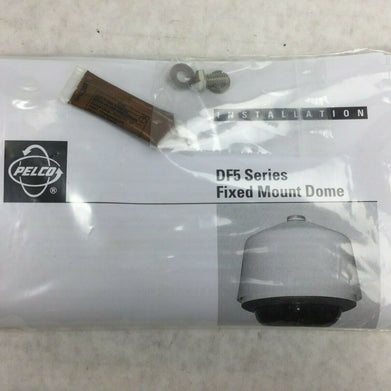 INSTALLATION
PELCO
®
DF5 Series
Fixed Mount Dome